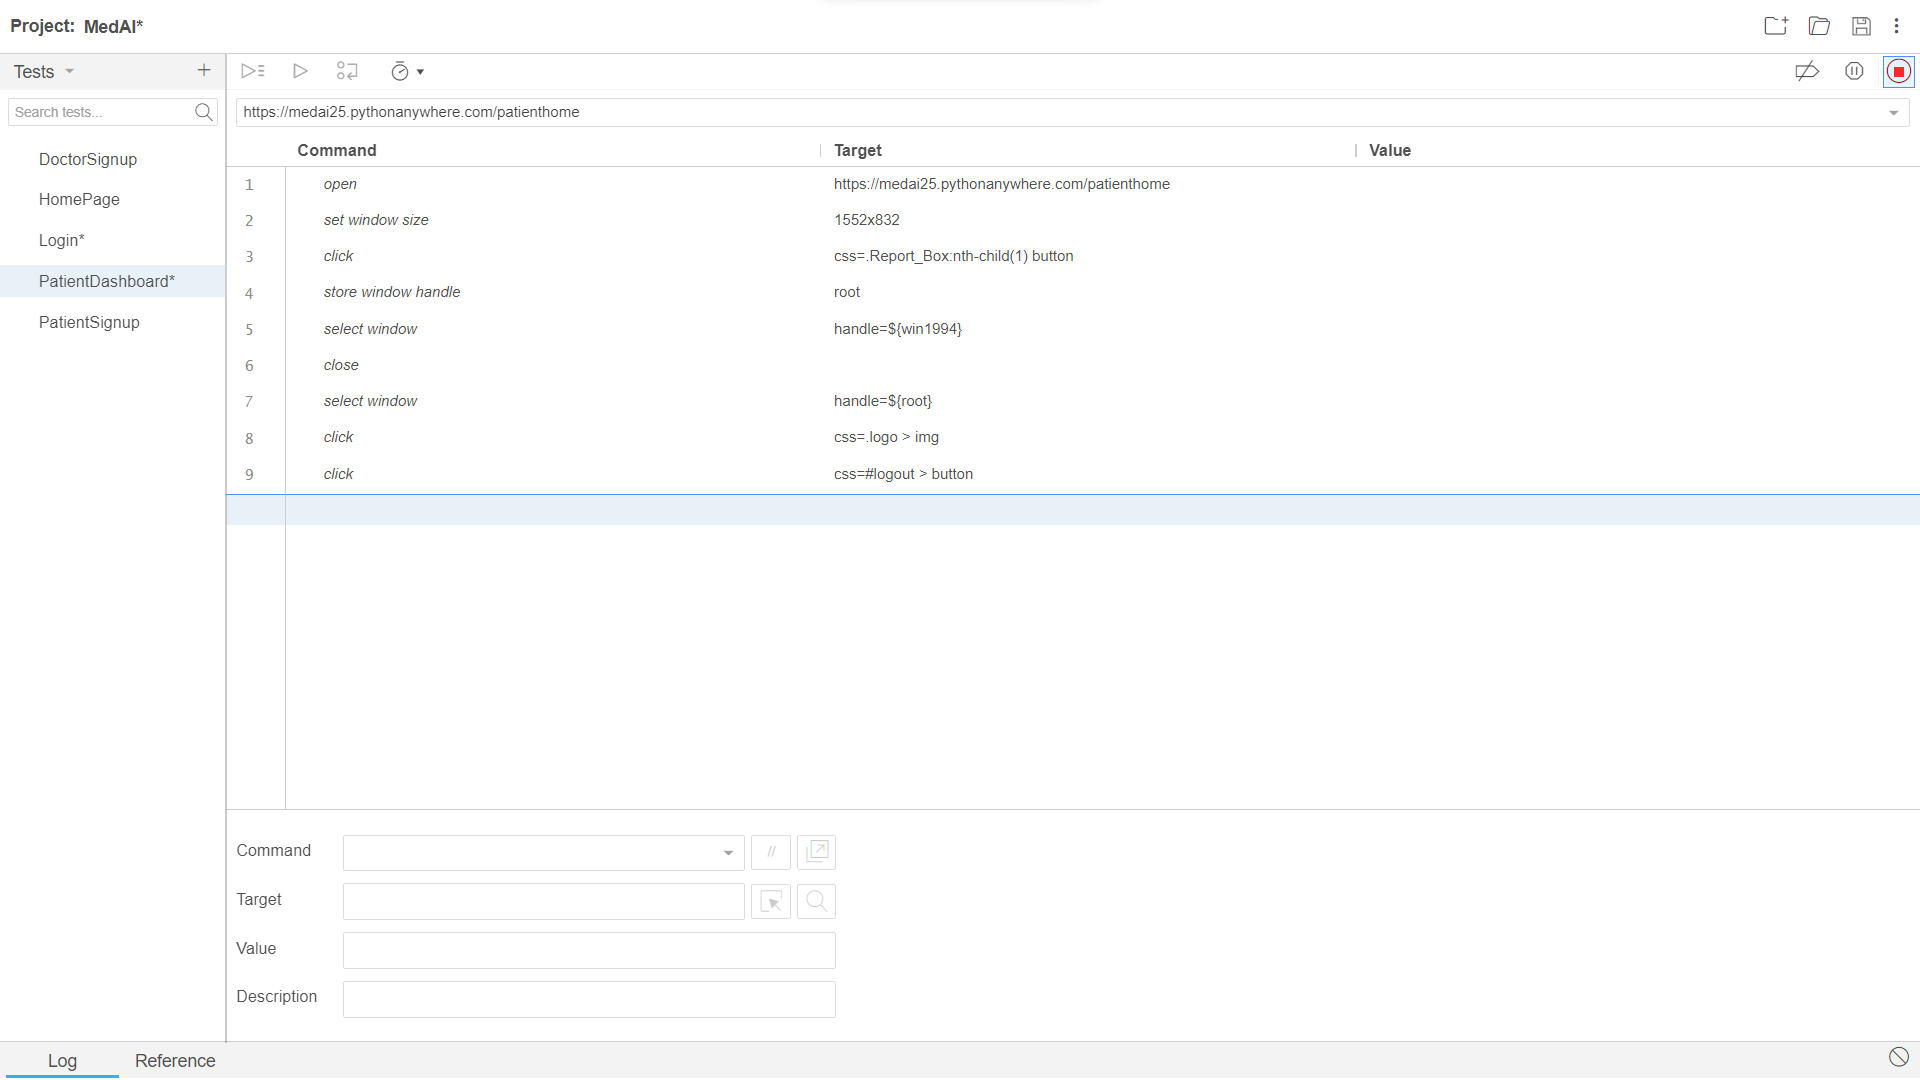 Project: MedAI*
Tests
Search tests...
DoctorSignup
HomePage
Login*
PatientDashboard*
PatientSignup
https://medai25.pythonanywhere.com/patienthome
Command Target Value
1 open https://medai25.pythonanywhere.com/patienthome
2 set window size 1552x832
3 click css=.Report_Box:nth-child(1) button
4 store window handle root
5 select window handle=${win1994}
6 close
7 select window handle=${root}
8 click css=.logo > img
9 click css=#logout > button
Command //
Target
Value
Description
Log Reference